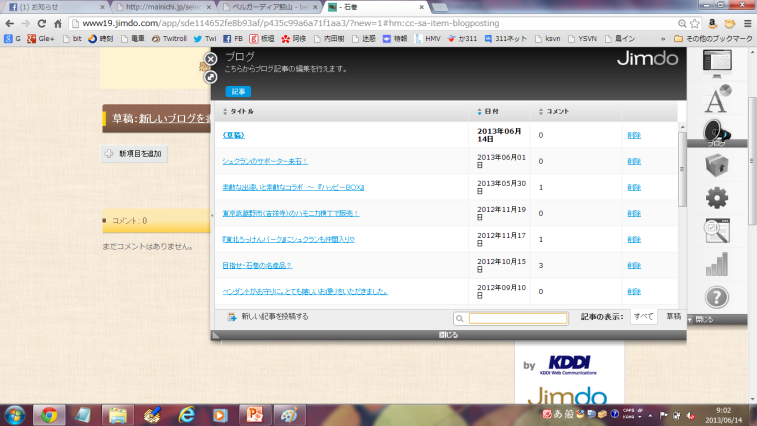 (1) お知らせ
http://mainichi.jp/selec
- 石巻
www19.jimdo.com/app/sde114652fe8b93af/p435c99a6a71f1aa3/?new=1#hm:cc-sa-item-blogposting
G
Gle+
bit
時刻
電車
Twitroll
Twi
FB
板垣
阿修
内田樹
迷惑
特報
HMV
か311
311ネット
ksvn
YSVN
鳥イン
その他のブックマーク
ブログ
こちらからブログ記事の編集を行えます。
Jimdo
記事
タイトル 日付 コメント
(草稿) 2013年06月14日 0 削除
シュクランのサポーター来石! 2013年06月01日 0 削除
素敵な出逢いと素敵なコラボ ～ 『ハッピーBOX』 2013年05月30日 1 削除
東京武蔵野市(吉祥寺)のハモニカ横丁で販売! 2012年11月19日 0 削除
『東北ろっけんパーク』にシュクランも仲間入り♡ 2012年11月17日 1 削除
目指せ・石巻の名産品? 2012年10月15日 3 削除
ペンダントがお守りに。とても嬉しいお便りをいただきました。 2012年09月10日 0 削除
新しい記事を投稿する
記事の表示: すべて 草稿
閉じる
草稿: 新しいブログを
新項目を追加
コメント: 0
まだコメントはありません。
ブログ
閉じる
by KDDI
KDDI Web Communications
Jimdo
あ 般
CAPS
KANA
9:02
2013/06/14